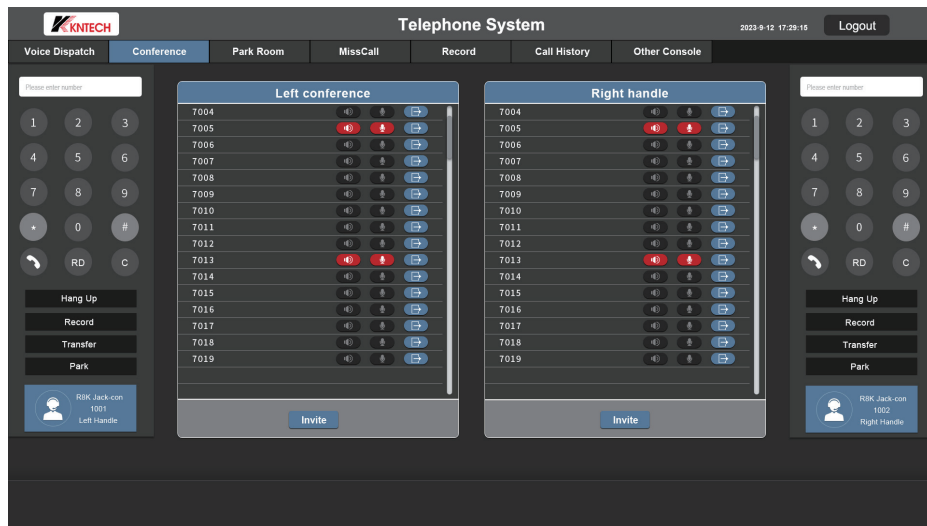 KNTECH
Telephone System
2023-9-12 17:29:15
Logout
Voice Dispatch
Conference
Park Room
MissCall
Record
Call History
Other Console
Please enter number
1 2 3
4 5 6
7 8 9
* 0 #
RD C
Hang Up
Record
Transfer
Park
R8K Jack-con
1001
Left Handle
Left conference
7004
7005
7006
7007
7008
7009
7010
7011
7012
7013
7014
7015
7016
7017
7018
7019
Invite
Right handle
7004
7005
7006
7007
7008
7009
7010
7011
7012
7013
7014
7015
7016
7017
7018
7019
Invite
Please enter number
1 2 3
4 5 6
7 8 9
* 0 #
RD C
Hang Up
Record
Transfer
Park
R8K Jack-con
1002
Right Handle